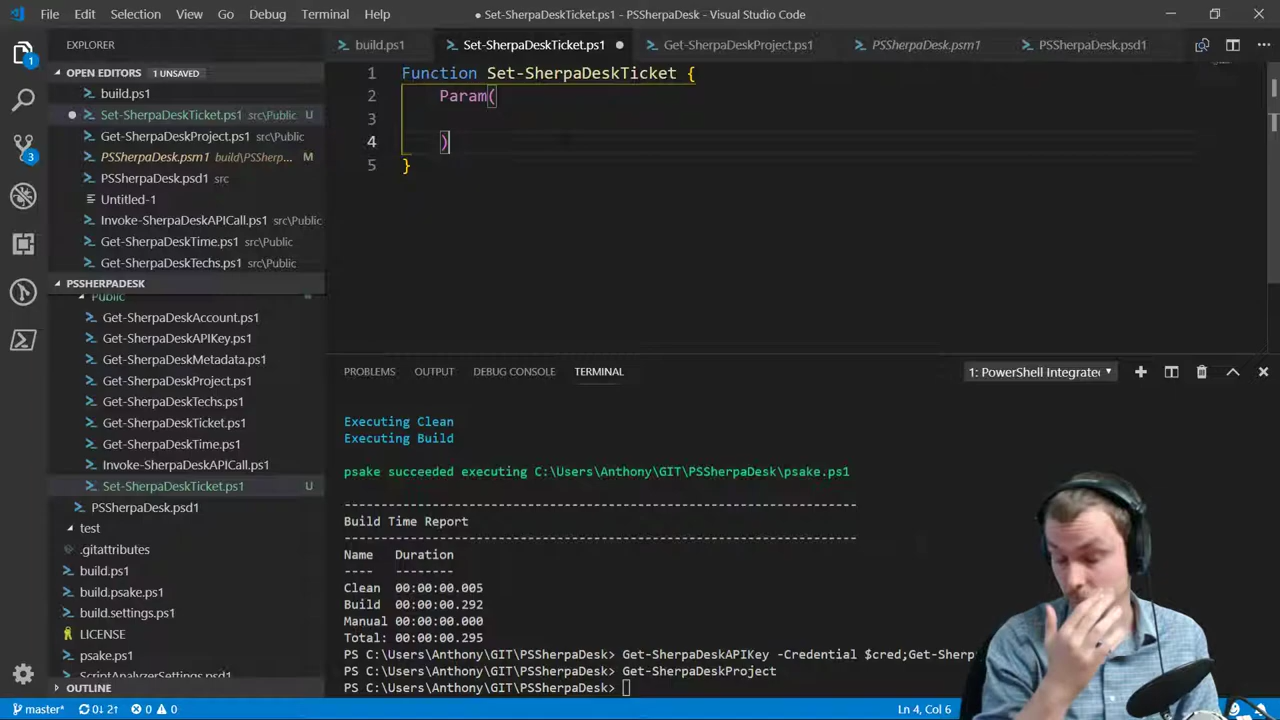 File Edit Selection View Go Debug Terminal Help
● Set-SherpaDeskTicket.ps1 - PSSherpaDesk - Visual Studio Code
EXPLORER
OPEN EDITORS 1 UNSAVED
build.ps1
Set-SherpaDeskTicket.ps1 src\Public U
Get-SherpaDeskProject.ps1 src\Public
PSSherpaDesk.psm1 build\PSSherp... M
PSSherpaDesk.psd1 src
Untitled-1
Invoke-SherpaDeskAPICall.ps1 src\Public
Get-SherpaDeskTime.ps1 src\Public
Get-SherpaDeskTechs.ps1 src\Public
PSSHERPADESK
Public
Get-SherpaDeskAccount.ps1
Get-SherpaDeskAPIKey.ps1
Get-SherpaDeskMetadata.ps1
Get-SherpaDeskProject.ps1
Get-SherpaDeskTechs.ps1
Get-SherpaDeskTicket.ps1
Get-SherpaDeskTime.ps1
Invoke-SherpaDeskAPICall.ps1
Set-SherpaDeskTicket.ps1 U
PSSherpaDesk.psd1
test
.gitattributes
build.ps1
build.psake.ps1
build.settings.ps1
LICENSE
psake.ps1
ScriptAnalyzerSettings.psd1
OUTLINE
1
3
build.ps1 Set-SherpaDeskTicket.ps1 ● Get-SherpaDeskProject.ps1 PSSherpaDesk.psm1 PSSherpaDesk.psd1
1 Function Set-SherpaDeskTicket {
2 Param(
3
4 )
5 }
PROBLEMS OUTPUT DEBUG CONSOLE TERMINAL 1: PowerShell Integrated
Executing Clean
Executing Build
psake succeeded executing C:\Users\Anthony\GIT\PSSherpaDesk\psake.ps1
----------------------------------------------------------------------
Build Time Report
----------------------------------------------------------------------
Name Duration
---- --------
Clean 00:00:00.005
Build 00:00:00.292
Manual 00:00:00.000
Total: 00:00:00.295
PS C:\Users\Anthony\GIT\PSSherpaDesk> Get-SherpaDeskAPIKey -Credential $cred;Get-Sherp
PS C:\Users\Anthony\GIT\PSSherpaDesk> Get-SherpaDeskProject
PS C:\Users\Anthony\GIT\PSSherpaDesk>
master* 0↓ 2↑ 0 0 Ln 4, Col 6